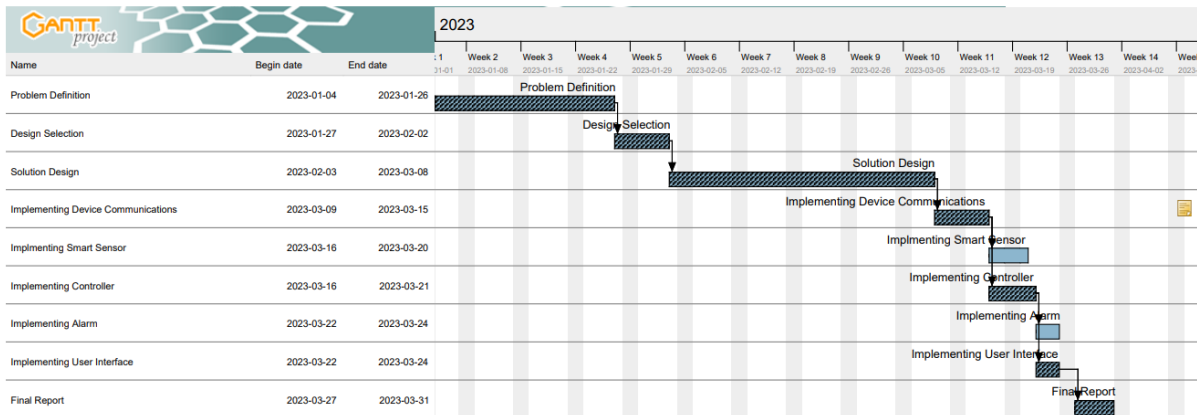 GANTT
project
2023
: 1 Week 2 Week 3 Week 4 Week 5 Week 6 Week 7 Week 8 Week 9 Week 10 Week 11 Week 12 Week 13 Week 14 Week
Name Begin date End date
01-01 2023-01-08 2023-01-15 2023-01-22 2023-01-29 2023-02-05 2023-02-12 2023-02-19 2023-02-26 2023-03-05 2023-03-12 2023-03-19 2023-03-26 2023-04-02 2023-
Problem Definition
Problem Definition 2023-01-04 2023-01-26
Design Selection
Design Selection 2023-01-27 2023-02-02
Solution Design
Solution Design 2023-02-03 2023-03-08
Implementing Device Communications
Implementing Device Communications 2023-03-09 2023-03-15
Implmenting Smart Sensor
Implmenting Smart Sensor 2023-03-16 2023-03-20
Implementing Controller
Implementing Controller 2023-03-16 2023-03-21
Implementing Alarm
Implementing Alarm 2023-03-22 2023-03-24
Implementing User Interface
Implementing User Interface 2023-03-22 2023-03-24
Final Report
Final Report 2023-03-27 2023-03-31